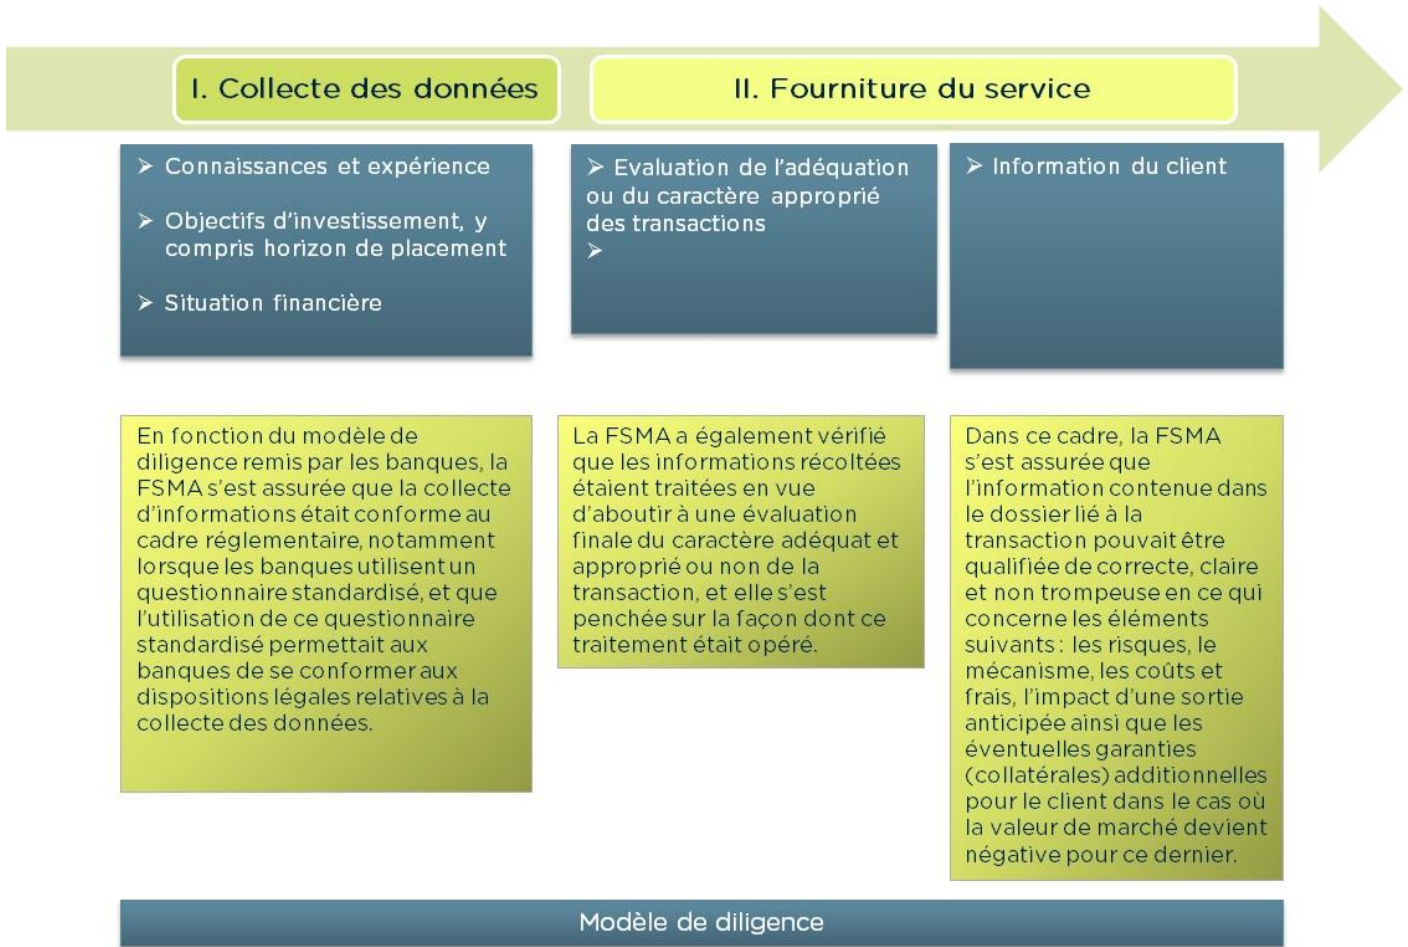 I. Collecte des données
II. Fourniture du service
➢ Connaissances et expérience
➢ Objectifs d'investissement, y
compris horizon de placement
➢ Situation financière
➢ Evaluation de l'adéquation
ou du caractère approprié
des transactions
➢
➢ Information du client
En fonction du modèle de
diligence remis par les banques, la
FSMA s'est assurée que la collecte
d'informations était conforme au
cadre réglementaire, notamment
lorsque les banques utilisent un
questionnaire standardisé, et que
l'utilisation de ce questionnaire
standardisé permettait aux
banques de se conformer aux
dispositions légales relatives à la
collecte des données.
La FSMA a également vérifié
que les informations récoltées
étaient traitées en vue
d'aboutir à une évaluation
finale du caractère adéquat et
approprié ou non de la
transaction, et elle s'est
penchée sur la façon dont ce
traitement était opéré.
Dans ce cadre, la FSMA
s'est assurée que
l'information contenue dans
le dossier lié à la
transaction pouvait être
qualifiée de correcte, claire
et non trompeuse en ce qui
concerne les éléments
suivants : les risques, le
mécanisme, les coûts et
frais, l'impact d'une sortie
anticipée ainsi que les
éventuelles garanties
(collatérales) additionnelles
pour le client dans le cas où
la valeur de marché devient
négative pour ce dernier.
Modèle de diligence